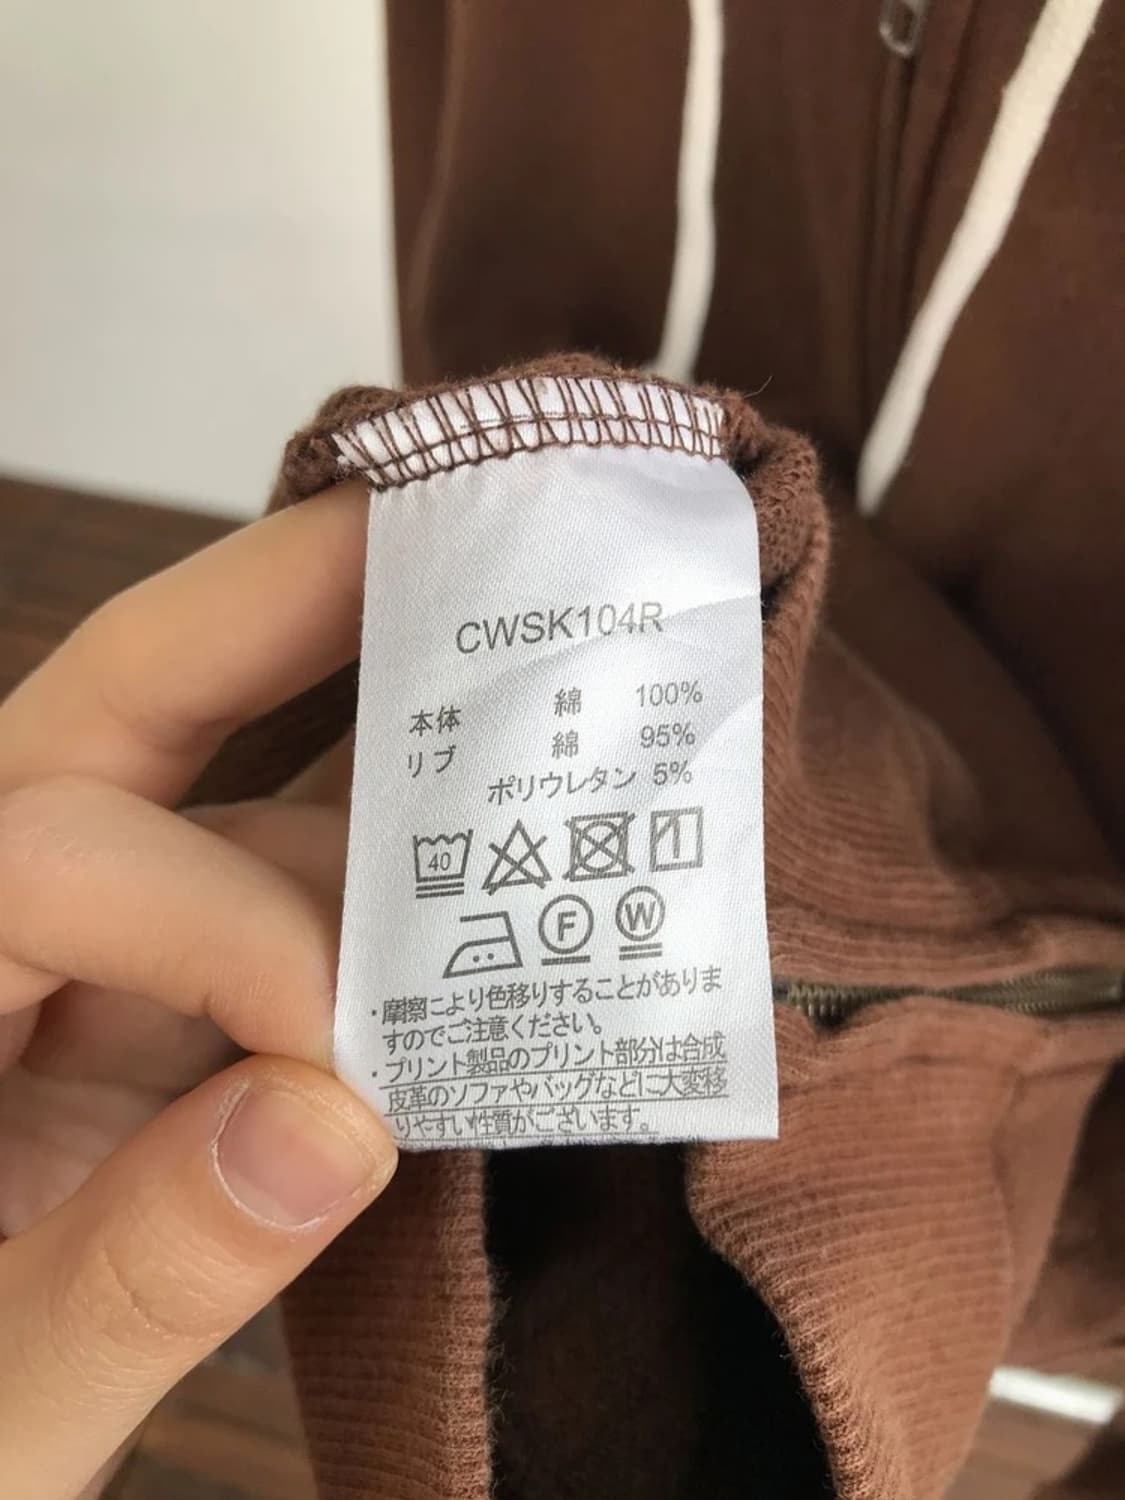 CWSK104R
本体 綿 100%
リブ 綿 95%
ポリウレタン 5%
40
F W
・摩擦により色移りすることがありま
すのでご注意ください。
・プリント製品のプリント部分は合成
皮革のソファやバッグなどに大変移
りやすい性質がございます。